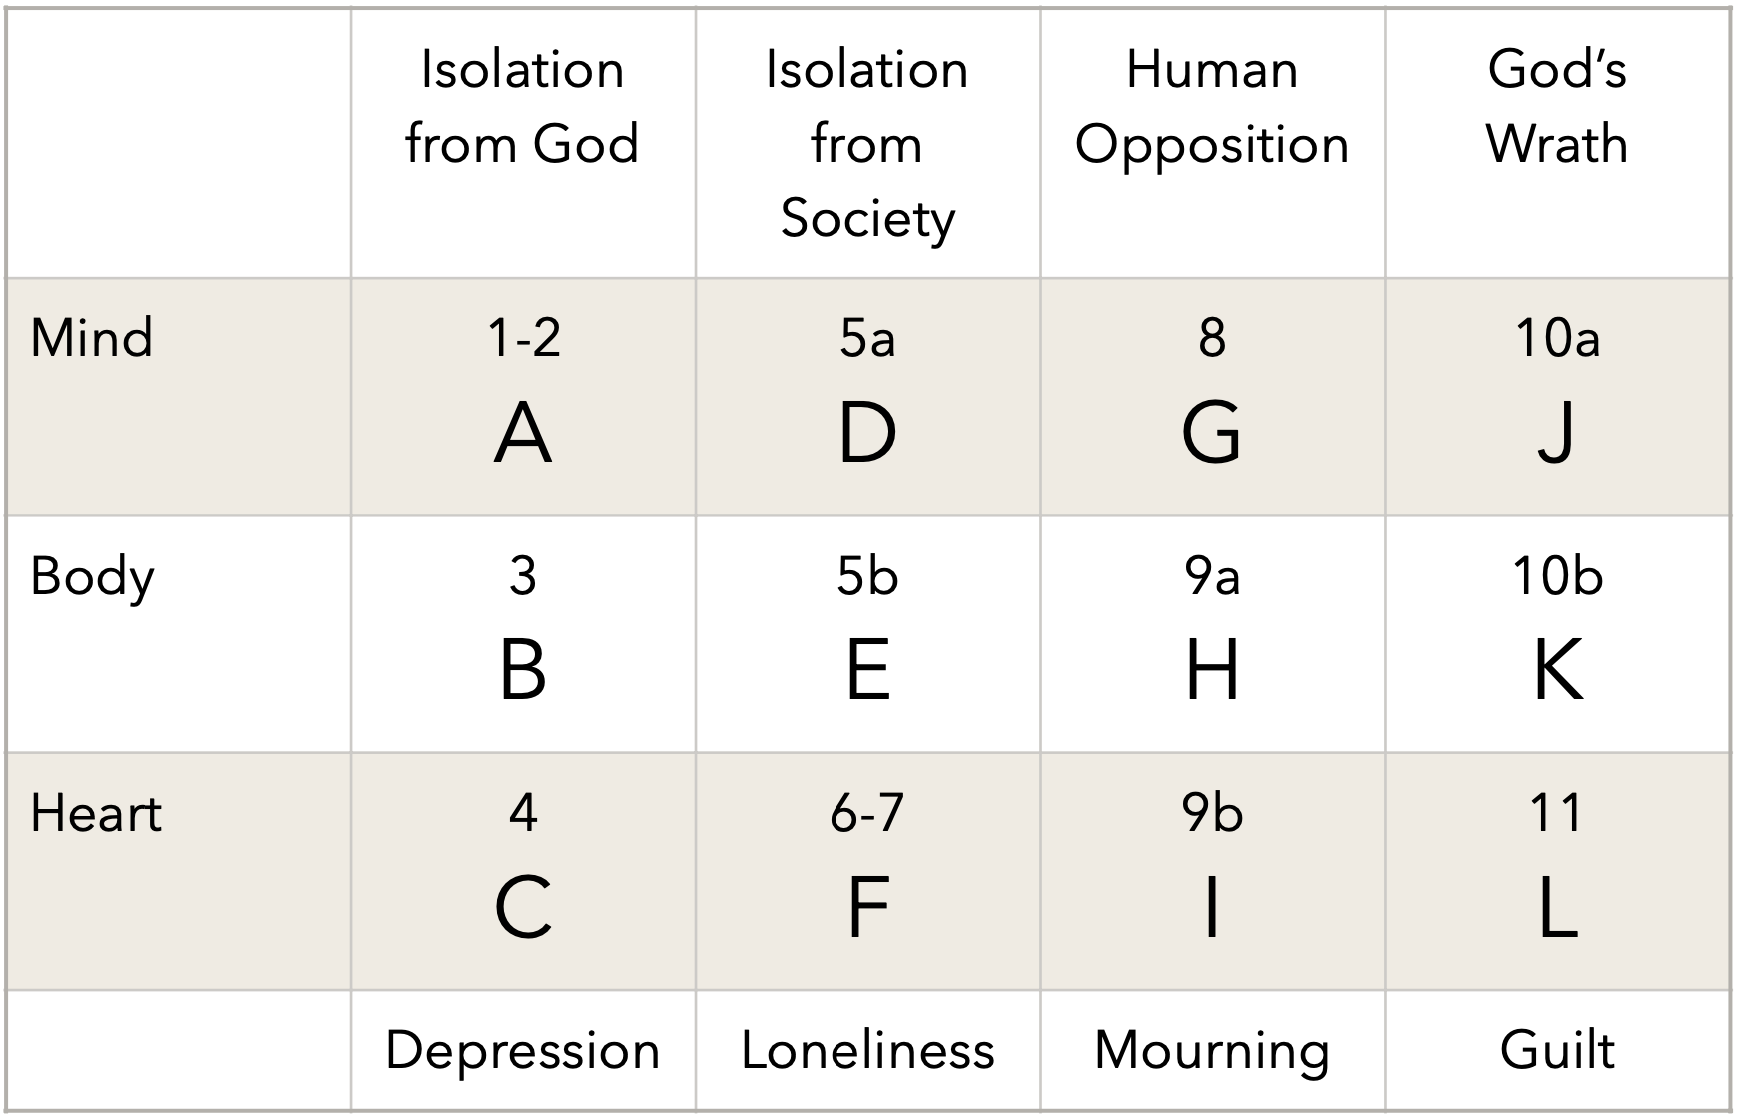 Isolation
from God
Isolation
from
Society
Human
Opposition
God’s
Wrath
Mind
1-2
A
5a
D
8
G
10a
J
Body
3
B
5b
E
9a
H
10b
K
Heart
4
C
6-7
F
9b
I
11
L
Depression
Loneliness
Mourning
Guilt